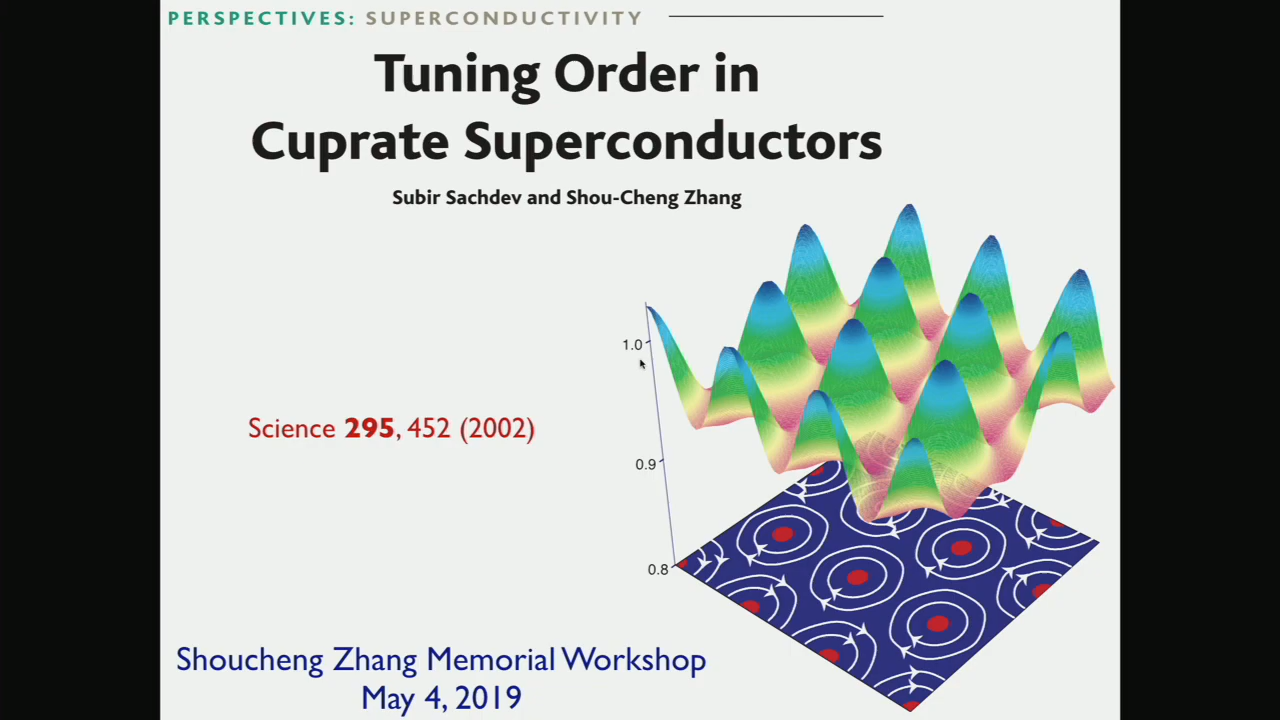 PERSPECTIVES: SUPERCONDUCTIVITY
Tuning Order in
Cuprate Superconductors
Subir Sachdev and Shou-Cheng Zhang
1.0
0.9
0.8
Science 295, 452 (2002)
Shoucheng Zhang Memorial Workshop
May 4, 2019